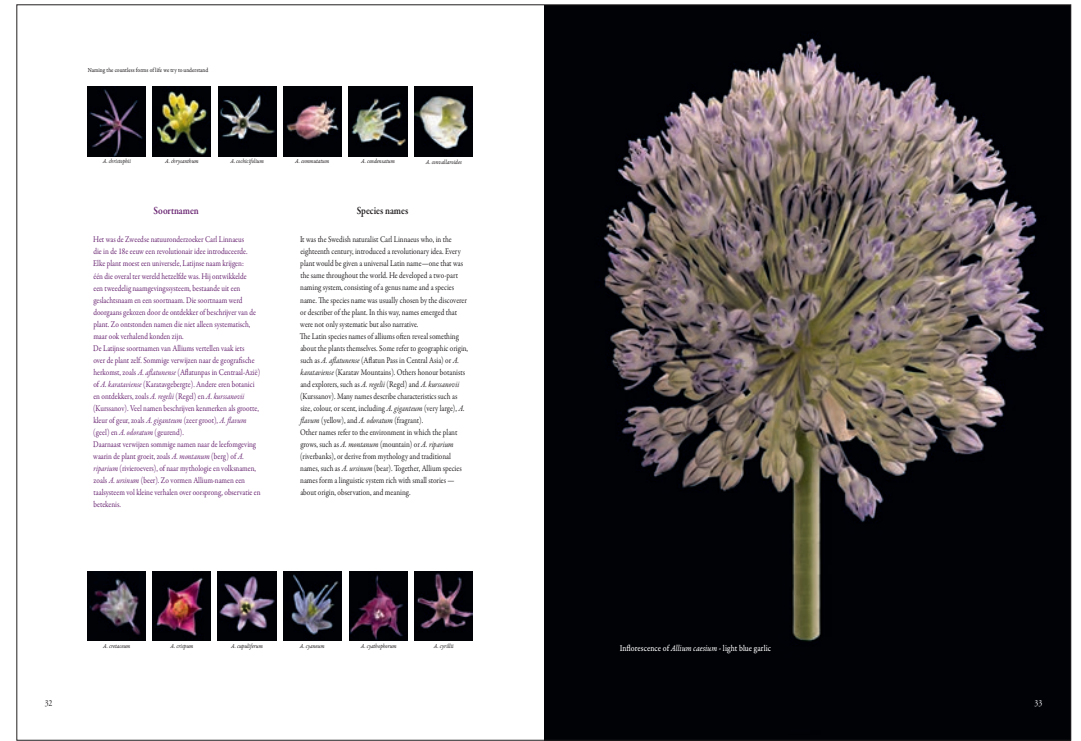 Naming the countless forms of life we try to understand
A. christophii
A. chrysanthum
A. cochicifolium
A. commutatum
A. condensatum
A. convallarioides
Soortnamen
Het was de Zweedse natuuronderzoeker Carl Linnaeus
die in de 18e eeuw een revolutionair idee introduceerde.
Elke plant moest een universele, Latijnse naam krijgen:
één die overal ter wereld hetzelfde was. Hij ontwikkelde
een tweedelig naamgevingssysteem, bestaande uit een
geslachtsnaam en een soortnaam. Die soortnaam werd
doorgaans gekozen door de ontdekker of beschrijver van de
plant. Zo ontstonden namen die niet alleen systematisch,
maar ook verhalend konden zijn.
De Latijnse soortnamen van Alliums vertellen vaak iets
over de plant zelf. Sommige verwijzen naar de geografische
herkomst, zoals A. aflatunense (Aflatunpas in Centraal-Azië)
of A. karataviense (Karatavgebergte). Andere eren botanici
en ontdekkers, zoals A. regelii (Regel) en A. kurssanovii
(Kurssanov). Veel namen beschrijven kenmerken als grootte,
kleur of geur, zoals A. giganteum (zeer groot), A. flavum
(geel) en A. odoratum (geurend).
Daarnaast verwijzen sommige namen naar de leefomgeving
waarin de plant groeit, zoals A. montanum (berg) of A.
riparium (rivieroevers), of naar mythologie en volksnamen,
zoals A. ursinum (beer). Zo vormen Allium-namen een
taalsysteem vol kleine verhalen over oorsprong, observatie en
betekenis.
Species names
It was the Swedish naturalist Carl Linnaeus who, in the
eighteenth century, introduced a revolutionary idea. Every
plant would be given a universal Latin name—one that was
the same throughout the world. He developed a two-part
naming system, consisting of a genus name and a species
name. The species name was usually chosen by the discoverer
or describer of the plant. In this way, names emerged that
were not only systematic but also narrative.
The Latin species names of alliums often reveal something
about the plants themselves. Some refer to geographic origin,
such as A. aflatunense (Aflatun Pass in Central Asia) or A.
karataviense (Karatav Mountains). Others honour botanists
and explorers, such as A. regelii (Regel) and A. kurssanovii
(Kurssanov). Many names describe characteristics such as
size, colour, or scent, including A. giganteum (very large), A.
flavum (yellow), and A. odoratum (fragrant).
Other names refer to the environment in which the plant
grows, such as A. montanum (mountain) or A. riparium
(riverbanks), or derive from mythology and traditional
names, such as A. ursinum (bear). Together, Allium species
names form a linguistic system rich with small stories —
about origin, observation, and meaning.
A. cretaceum
A. crispum
A. cupuliferum
A. cyaneum
A. cyathophorum
A. cyrillii
32
Inflorescence of Allium caesium - light blue garlic
33